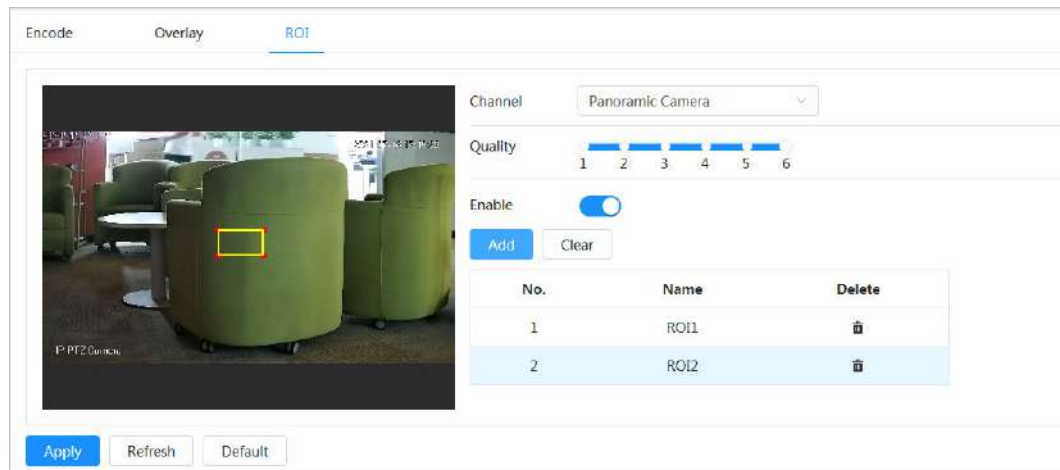 Encode Overlay ROI
Channel Panoramic Camera
Quality
1 2 3 4 5 6
Enable
Add Clear
No. Name Delete
1 ROI1
2 ROI2
IP PTZ Camera
Apply Refresh Default